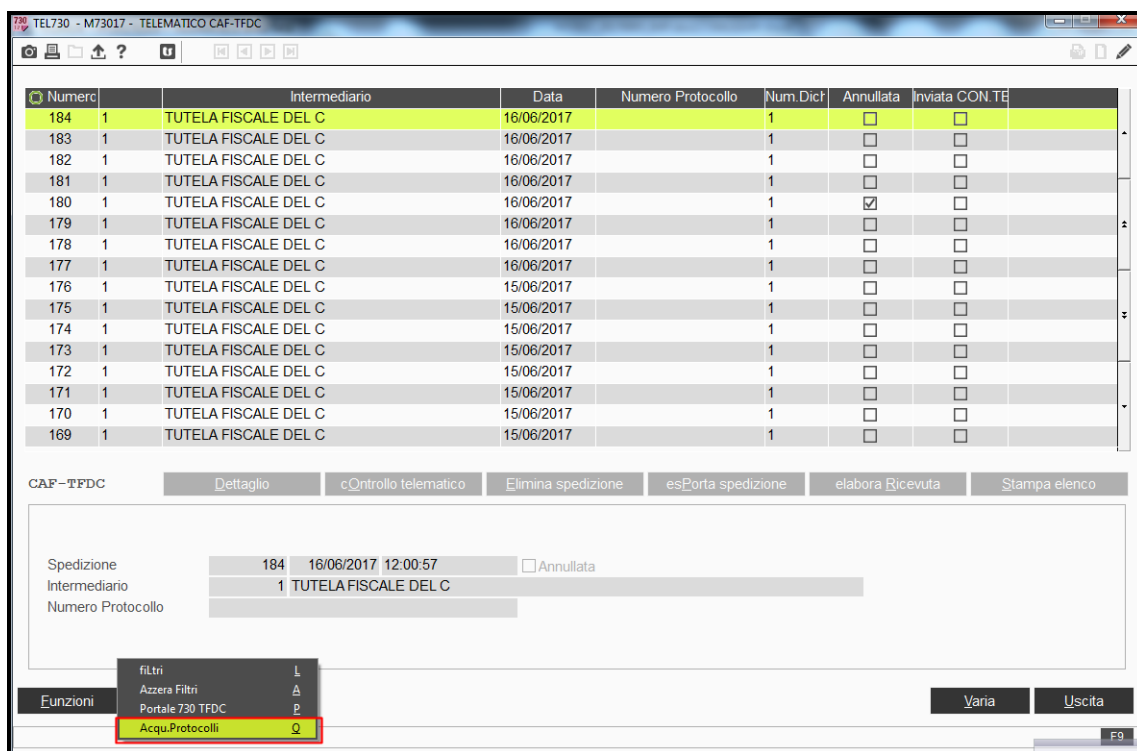 730 TEL730 - M73017 - TELEMATICO CAF-TFDC
Numero Intermediario Data Numero Protocollo Num.Dich Annullata Inviata CON.TE
184 1 TUTELA FISCALE DEL C 16/06/2017 1
183 1 TUTELA FISCALE DEL C 16/06/2017 1
182 1 TUTELA FISCALE DEL C 16/06/2017 1
181 1 TUTELA FISCALE DEL C 16/06/2017 1
180 1 TUTELA FISCALE DEL C 16/06/2017 1
179 1 TUTELA FISCALE DEL C 16/06/2017 1
178 1 TUTELA FISCALE DEL C 16/06/2017 1
177 1 TUTELA FISCALE DEL C 16/06/2017 1
176 1 TUTELA FISCALE DEL C 15/06/2017 1
175 1 TUTELA FISCALE DEL C 15/06/2017 1
174 1 TUTELA FISCALE DEL C 15/06/2017 1
173 1 TUTELA FISCALE DEL C 15/06/2017 1
172 1 TUTELA FISCALE DEL C 15/06/2017 1
171 1 TUTELA FISCALE DEL C 15/06/2017 1
170 1 TUTELA FISCALE DEL C 15/06/2017 1
169 1 TUTELA FISCALE DEL C 15/06/2017 1
CAF-TFDC Dettaglio cOntrollo telematico Elimina spedizione esPorta spedizione elabora Ricevuta Stampa elenco
Spedizione 184 16/06/2017 12:00:57 Annullata
Intermediario 1 TUTELA FISCALE DEL C
Numero Protocollo
fiLtri L
Azzera Filtri A
Portale 730 TFDC P
Acqu.Protocolli Q
Funzioni Varia Uscita
F9